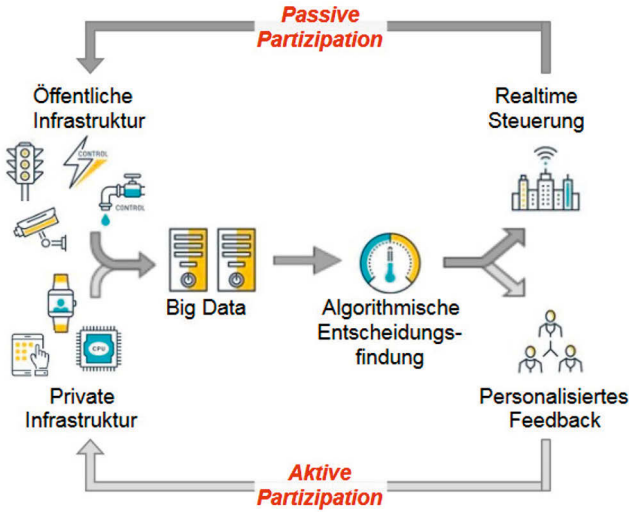 Passive
Partizipation
Öffentliche
Infrastruktur
Realtime
Steuerung
CONTROL
CONTROL
Big Data
Algorithmische
Entscheidungs-
findung
CPU
Private
Infrastruktur
Personalisiertes
Feedback
Aktive
Partizipation